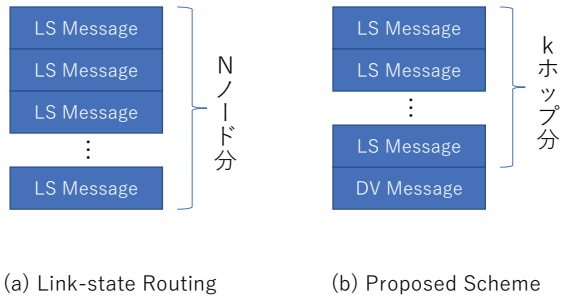 LS Message
LS Message
LS Message
⋮
LS Message
Nノード分
(a) Link-state Routing
LS Message
LS Message
⋮
LS Message
DV Message
kホップ分
(b) Proposed Scheme